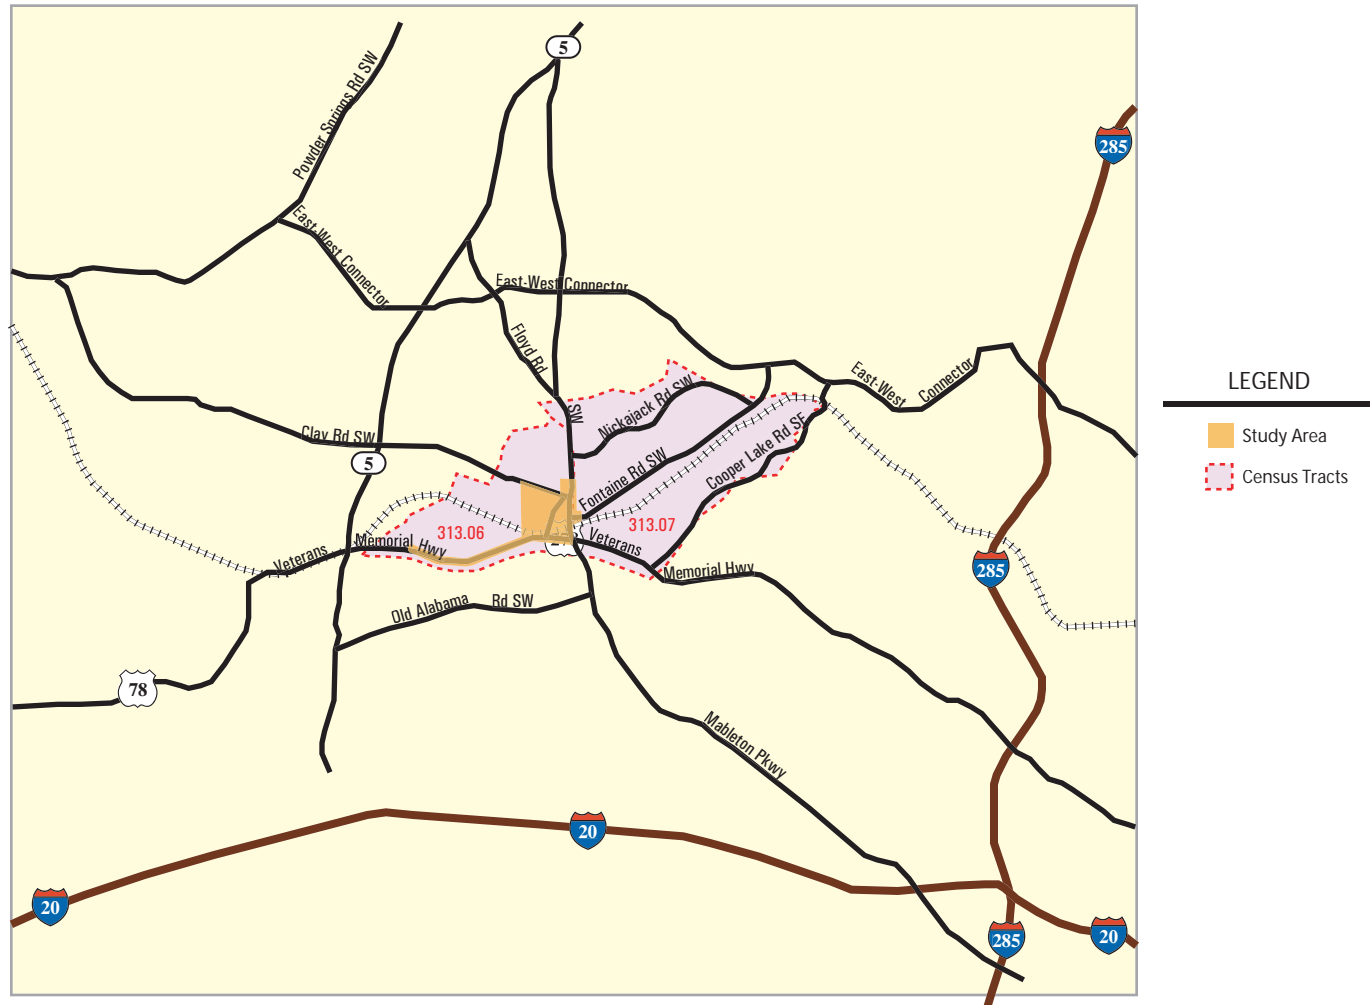 5
Powder Springs Rd SW
285
East-West Connector
East-West Connector
Floyd Rd
SW
East-West
Connector
LEGEND
Study Area
Census Tracts
Nickajack Rd SW
Clay Rd SW
5
Fontaine Rd SW
Cooper Lake Rd SE
313.06
313.07
Veterans
Memorial Hwy
Veterans
Memorial Hwy
285
Old Alabama
Rd SW
78
Mableton Pkwy
20
20
285
20